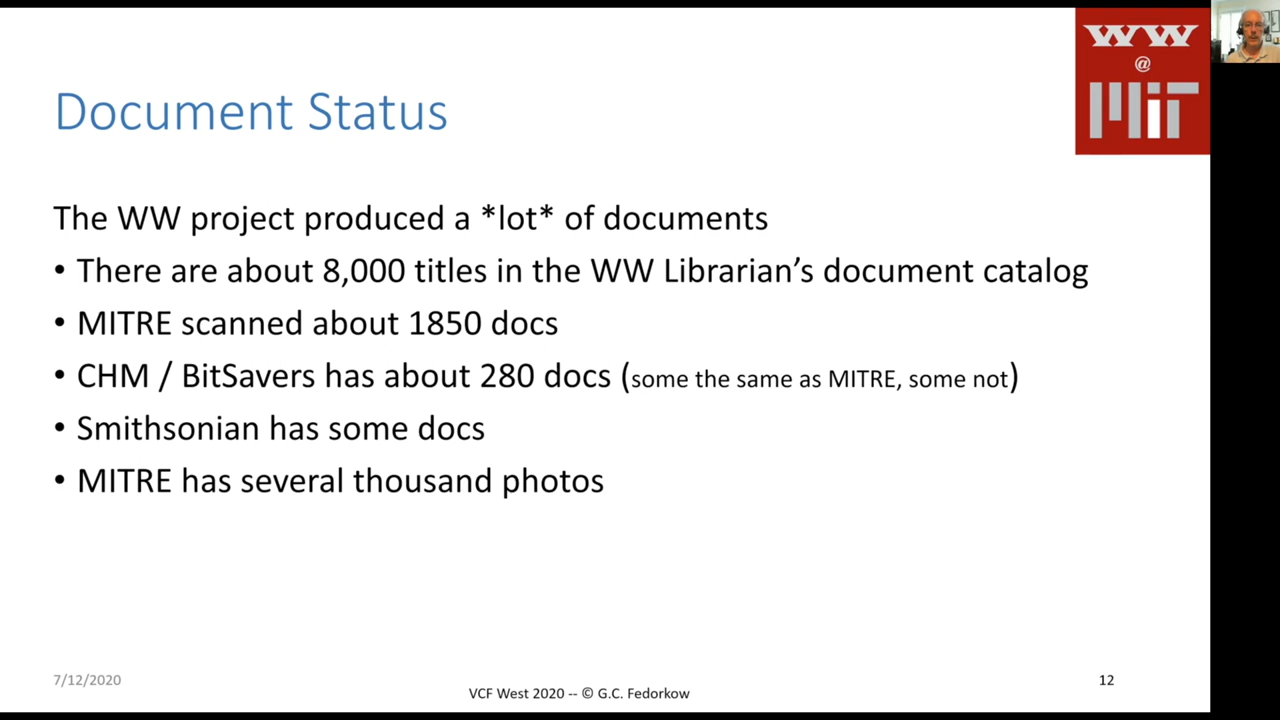 WW
@
MiT
Document Status
The WW project produced a *lot* of documents
• There are about 8,000 titles in the WW Librarian’s document catalog
• MITRE scanned about 1850 docs
• CHM / BitSavers has about 280 docs (some the same as MITRE, some not)
• Smithsonian has some docs
• MITRE has several thousand photos
7/12/2020
VCF West 2020 -- © G.C. Fedorkow
12